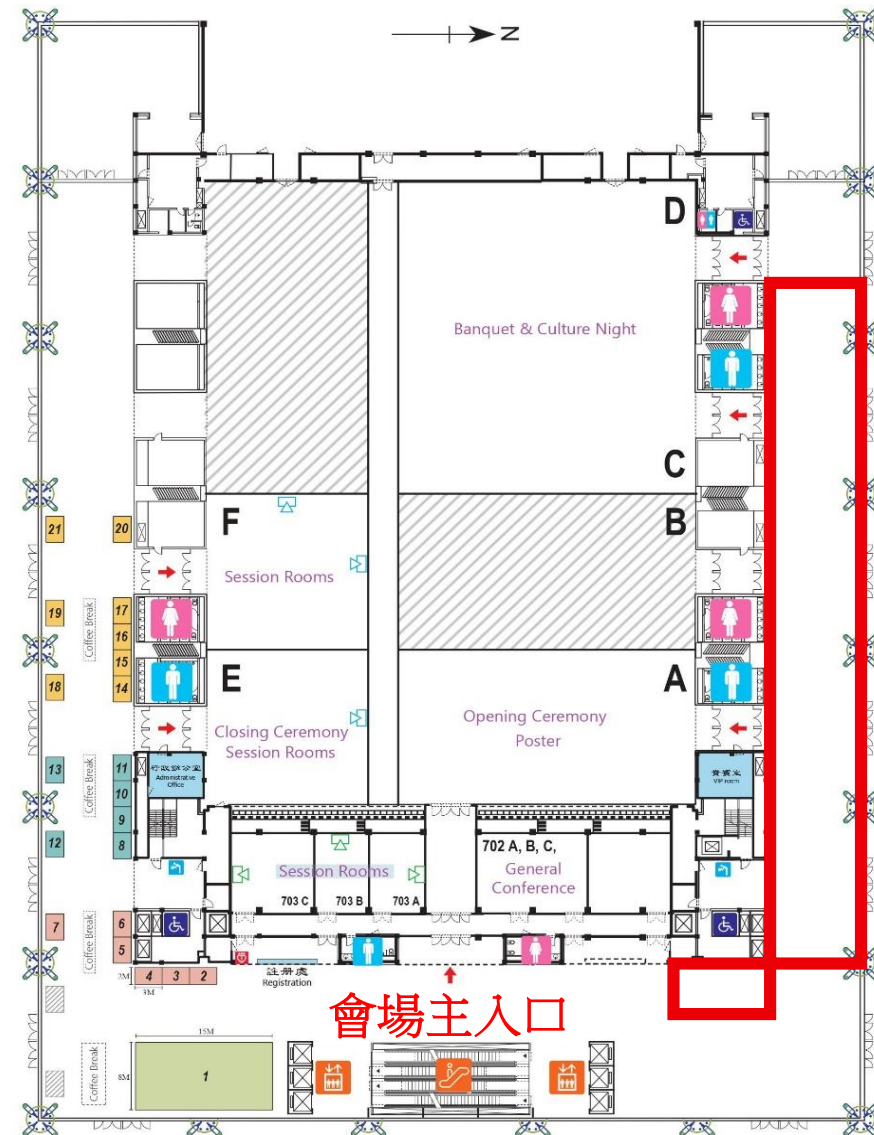 N
D
Banquet & Culture Night
C
B
F
21
20
Session Rooms
19
Coffee Break
17
16
15
18
14
E
A
Closing Ceremony
Session Rooms
Opening Ceremony
Poster
13
Coffee Break
11
10
9
12
8
行政辦公室
Administrative
Office
貴賓室
VIP room
702 A, B, C,
General
Conference
Session Rooms
703 C
703 B
703 A
7
Coffee Break
6
5
2M
4
3
2
3M
註册處
Registration
會場主入口
15M
8M
Coffee Break
1